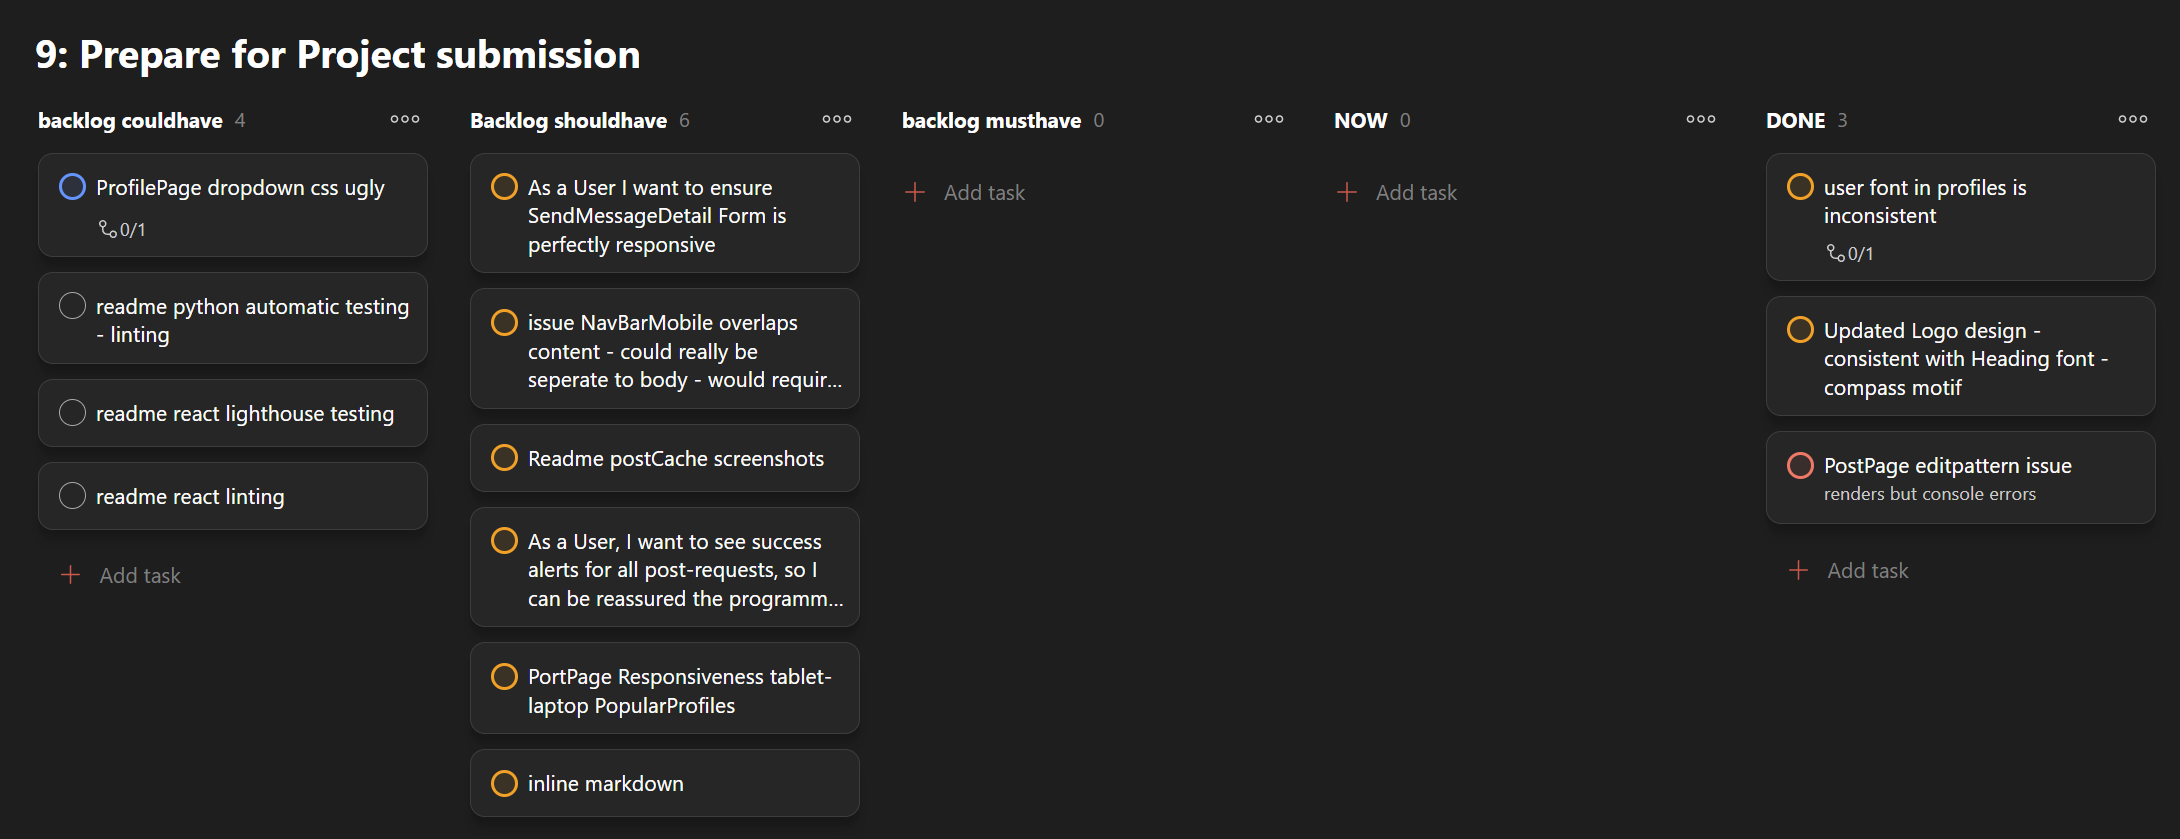 9: Prepare for Project submission
backlog couldhave 4
ProfilePage dropdown css ugly
0/1
readme python automatic testing
- linting
readme react lighthouse testing
readme react linting
Add task
Backlog shouldhave 6
As a User I want to ensure
SendMessageDetail Form is
perfectly responsive
issue NavBarMobile overlaps
content - could really be
seperate to body - would requir...
Readme postCache screenshots
As a User, I want to see success
alerts for all post-requests, so I
can be reassured the programm...
PortPage Responsiveness tablet-
laptop PopularProfiles
inline markdown
backlog musthave 0
Add task
NOW 0
Add task
DONE 3
user font in profiles is
inconsistent
0/1
Updated Logo design -
consistent with Heading font -
compass motif
PostPage editpattern issue
renders but console errors
Add task